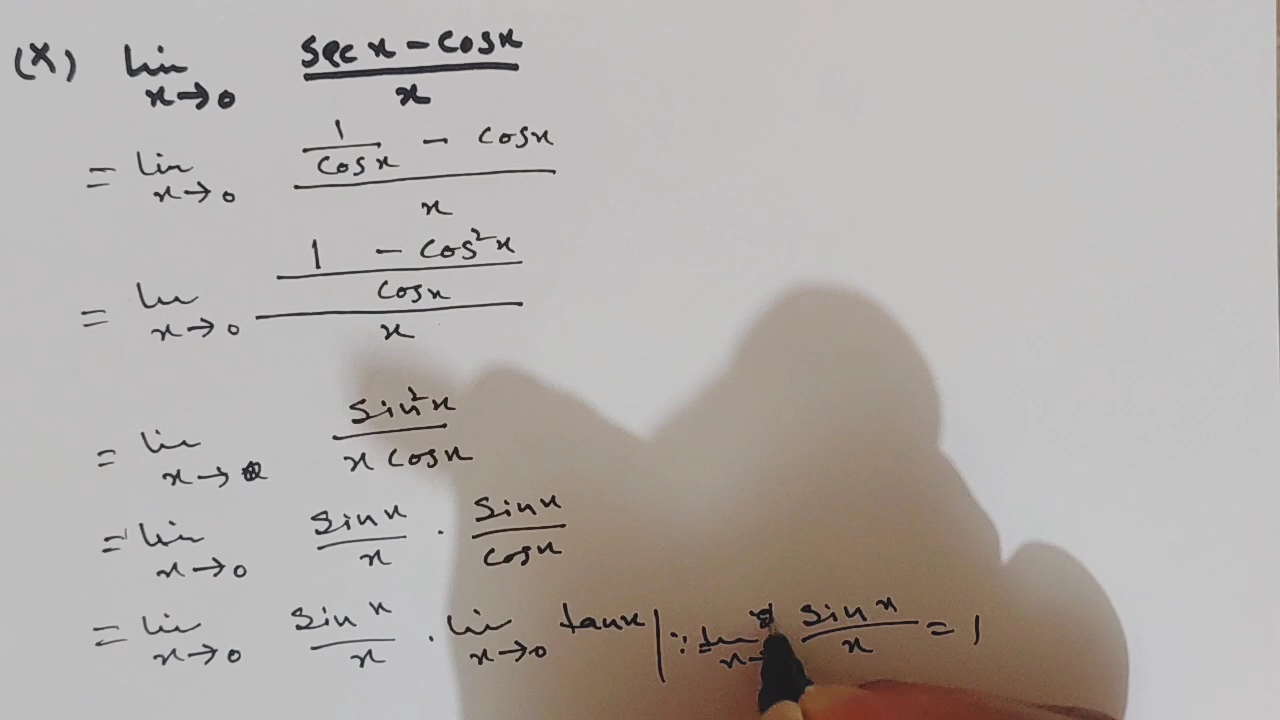 (x) lim x→0 sec x - cos x / x
= lim x→0 1/cos x - cos x / x
= lim x→0 1 - cos²x / cos x / x
= lim x→ sin²x / x cos x
= lim x→0 sin x / x · sin x / cos x
= lim x→0 sin x / x · lim x→0 tan x | ∵ lim x→ sin x / x = 1